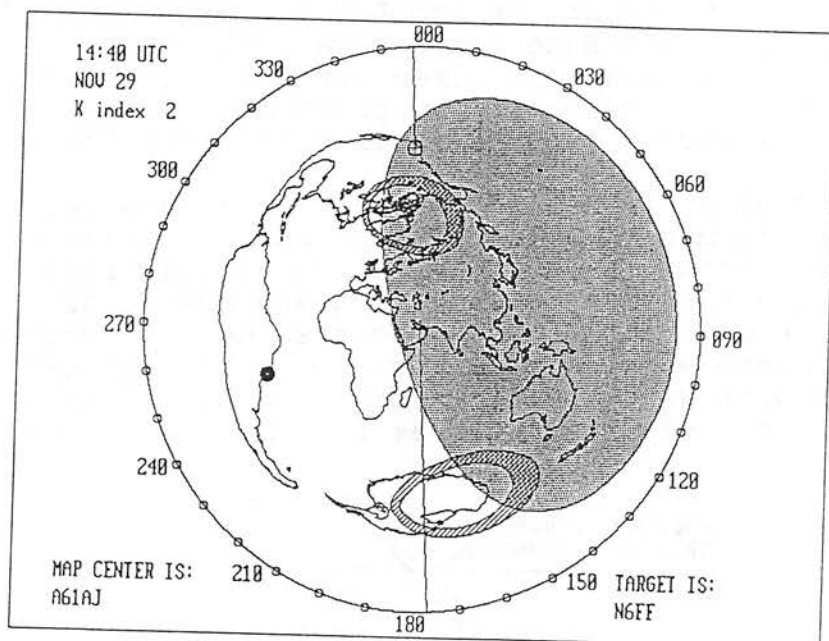 14:40 UTC
NOV 29
K index 2
000
030
060
090
120
150
180
210
240
270
300
330
MAP CENTER IS:
A61AJ
TARGET IS:
N6FF